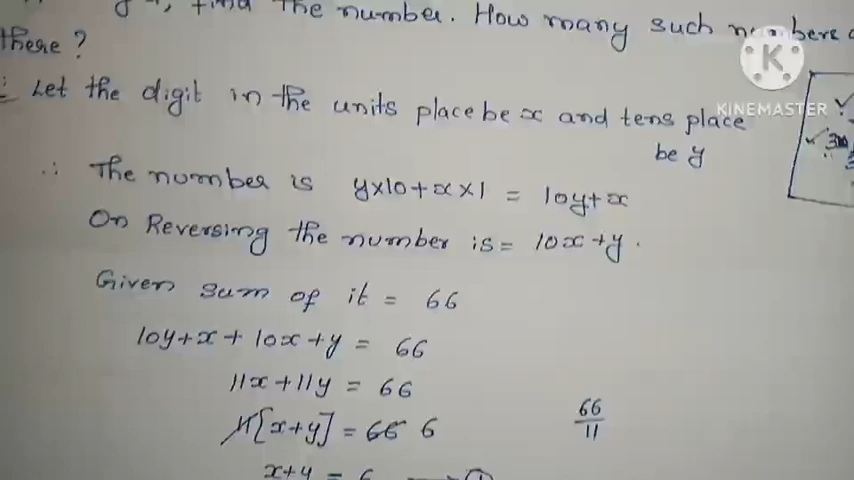 find the number. How many such numbers
there?
KINEMASTER
Let the digit in the units place be x and tens place
be y
∴ The number is y×10+x×1 = 10y+x
On Reversing the number is = 10x+y.
Given sum of it = 66
10y+x+10x+y = 66
11x+11y = 66
11[x+y] = 66 6
66
11
x+y = 6 → ①